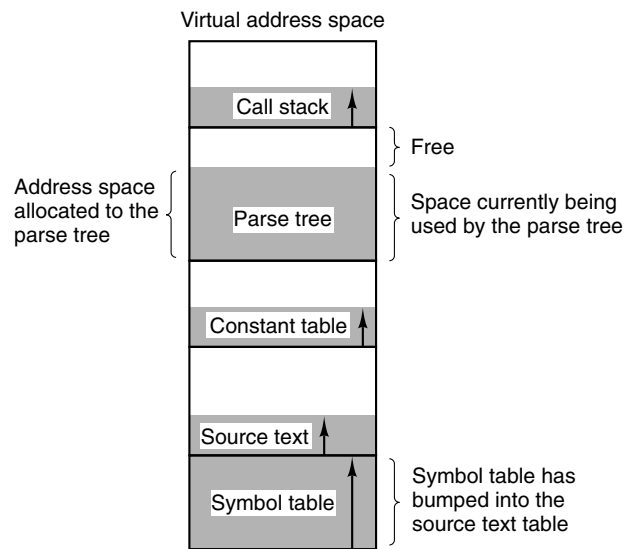 Virtual address space
Call stack
Free
Address space
allocated to the
parse tree
Parse tree
Space currently being
used by the parse tree
Constant table
Source text
Symbol table
Symbol table has
bumped into the
source text table